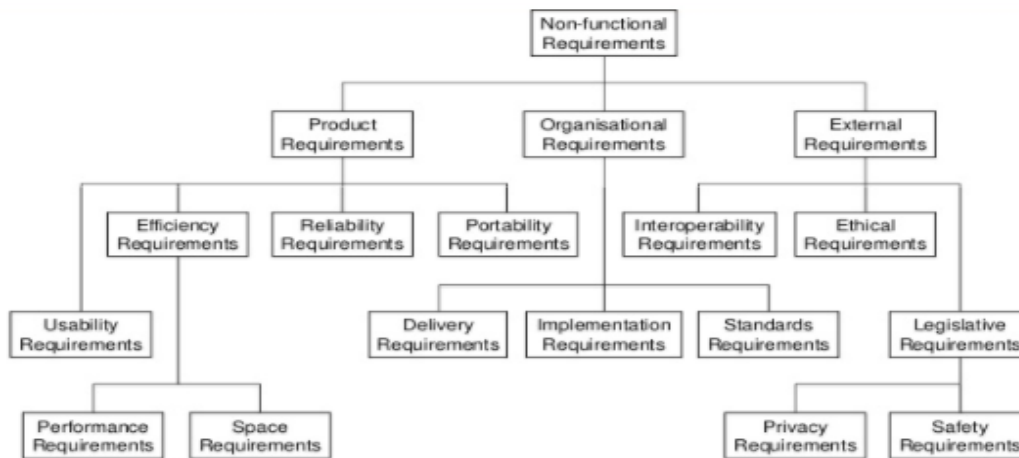 Non-functional
Requirements
Product
Requirements
Organisational
Requirements
External
Requirements
Efficiency
Requirements
Reliability
Requirements
Portability
Requirements
Interoperability
Requirements
Ethical
Requirements
Usability
Requirements
Delivery
Requirements
Implementation
Requirements
Standards
Requirements
Legislative
Requirements
Performance
Requirements
Space
Requirements
Privacy
Requirements
Safety
Requirements